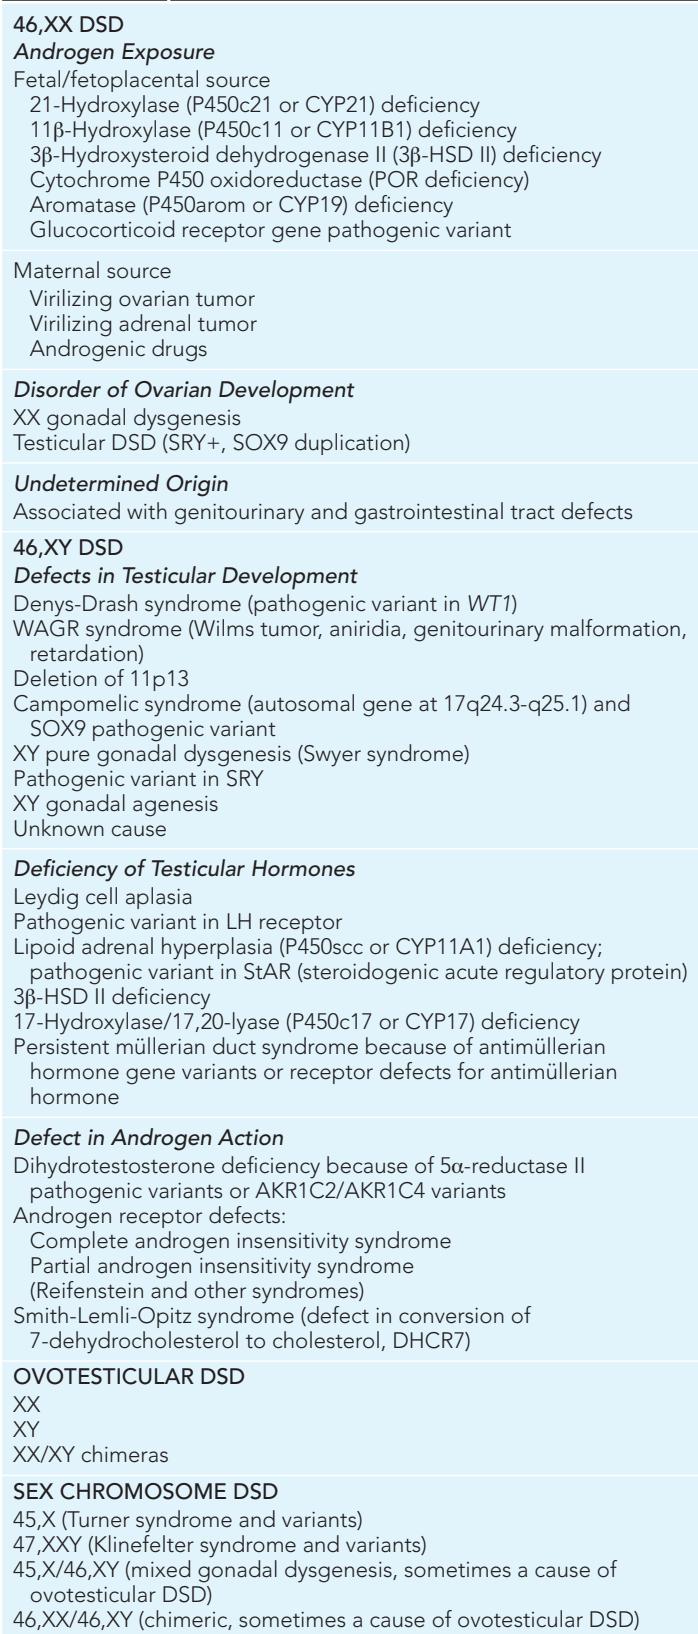 46,XX DSD
Androgen Exposure
Fetal/fetoplacental source
21-Hydroxylase (P450c21 or CYP21) deficiency
11β-Hydroxylase (P450c11 or CYP11B1) deficiency
3β-Hydroxysteroid dehydrogenase II (3β-HSD II) deficiency
Cytochrome P450 oxidoreductase (POR deficiency)
Aromatase (P450arom or CYP19) deficiency
Glucocorticoid receptor gene pathogenic variant
Maternal source
Virilizing ovarian tumor
Virilizing adrenal tumor
Androgenic drugs
Disorder of Ovarian Development
XX gonadal dysgenesis
Testicular DSD (SRY+, SOX9 duplication)
Undetermined Origin
Associated with genitourinary and gastrointestinal tract defects
46,XY DSD
Defects in Testicular Development
Denys-Drash syndrome (pathogenic variant in WT1)
WAGR syndrome (Wilms tumor, aniridia, genitourinary malformation,
retardation)
Deletion of 11p13
Campomelic syndrome (autosomal gene at 17q24.3-q25.1) and
SOX9 pathogenic variant
XY pure gonadal dysgenesis (Swyer syndrome)
Pathogenic variant in SRY
XY gonadal agenesis
Unknown cause
Deficiency of Testicular Hormones
Leydig cell aplasia
Pathogenic variant in LH receptor
Lipoid adrenal hyperplasia (P450scc or CYP11A1) deficiency;
pathogenic variant in StAR (steroidogenic acute regulatory protein)
3β-HSD II deficiency
17-Hydroxylase/17,20-lyase (P450c17 or CYP17) deficiency
Persistent müllerian duct syndrome because of antimüllerian
hormone gene variants or receptor defects for antimüllerian
hormone
Defect in Androgen Action
Dihydrotestosterone deficiency because of 5α-reductase II
pathogenic variants or AKR1C2/AKR1C4 variants
Androgen receptor defects:
Complete androgen insensitivity syndrome
Partial androgen insensitivity syndrome
(Reifenstein and other syndromes)
Smith-Lemli-Opitz syndrome (defect in conversion of
7-dehydrocholesterol to cholesterol, DHCR7)
OVOTESTICULAR DSD
XX
XY
XX/XY chimeras
SEX CHROMOSOME DSD
45,X (Turner syndrome and variants)
47,XXY (Klinefelter syndrome and variants)
45,X/46,XY (mixed gonadal dysgenesis, sometimes a cause of
ovotesticular DSD)
46,XX/46,XY (chimeric, sometimes a cause of ovotesticular DSD)